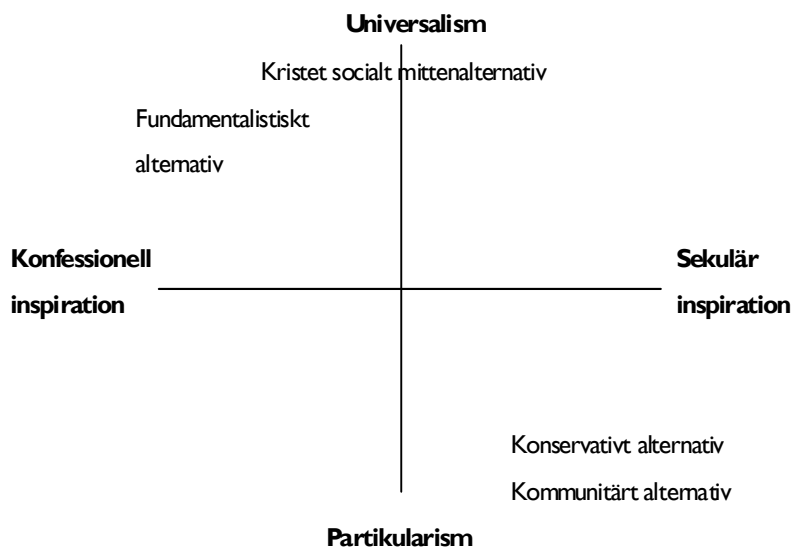 Universalism
Kristet socialt mittenalternativ
Fundamentalistiskt
alternativ
Konfessionell
inspiration
Sekulär
inspiration
Konservativt alternativ
Kommunitärt alternativ
Partikularism